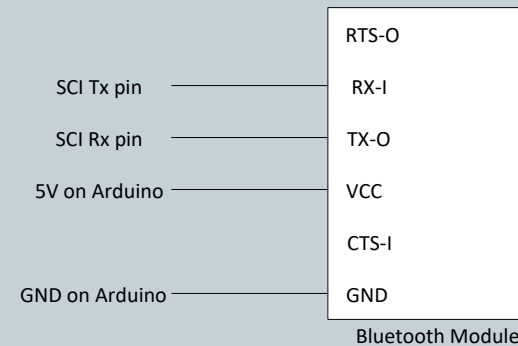 RTS-O
SCI Tx pin RX-I
SCI Rx pin TX-O
5V on Arduino VCC
CTS-I
GND on Arduino GND
Bluetooth Module